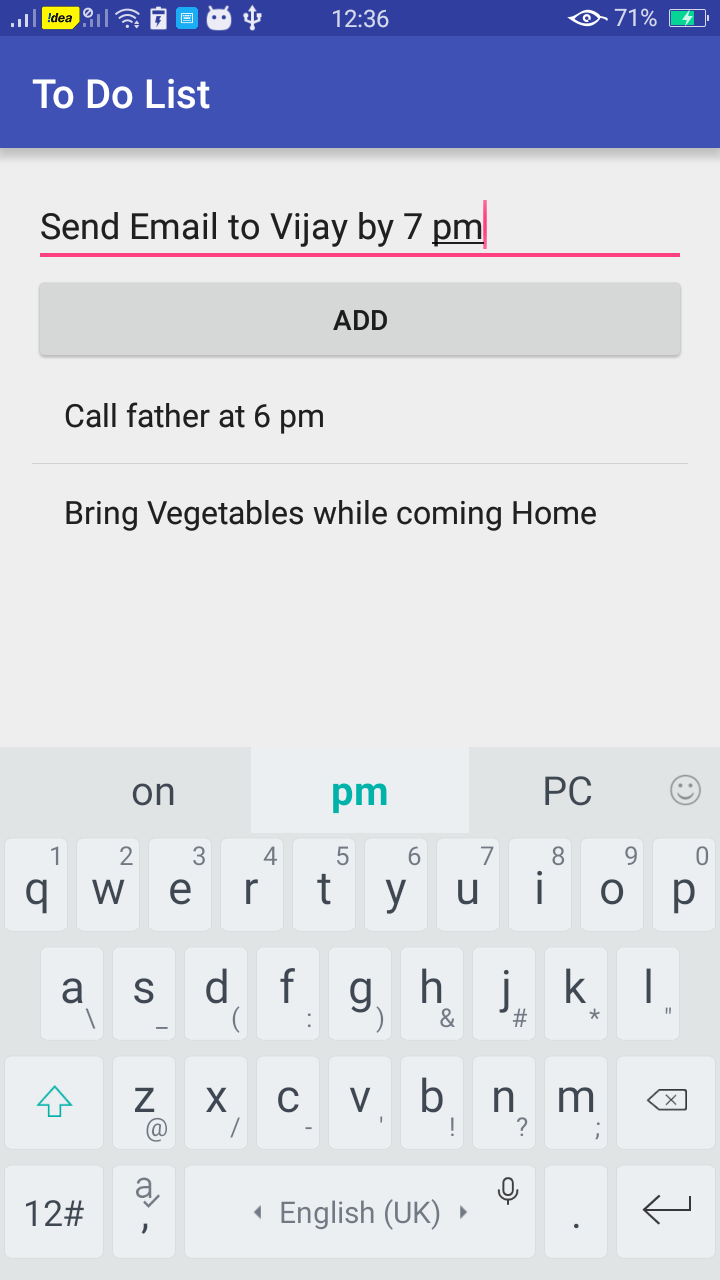 !dea 12:36 71%
To Do List
Send Email to Vijay by 7 pm
ADD
Call father at 6 pm
Bring Vegetables while coming Home
on pm PC
1 2 3 4 5 6 7 8 9 0
q w e r t y u i o p
a s d f g h j k l
\ _ ( : ) & # * "
z x c v b n m
@ / - ' ! ? ;
12# a , English (UK) .